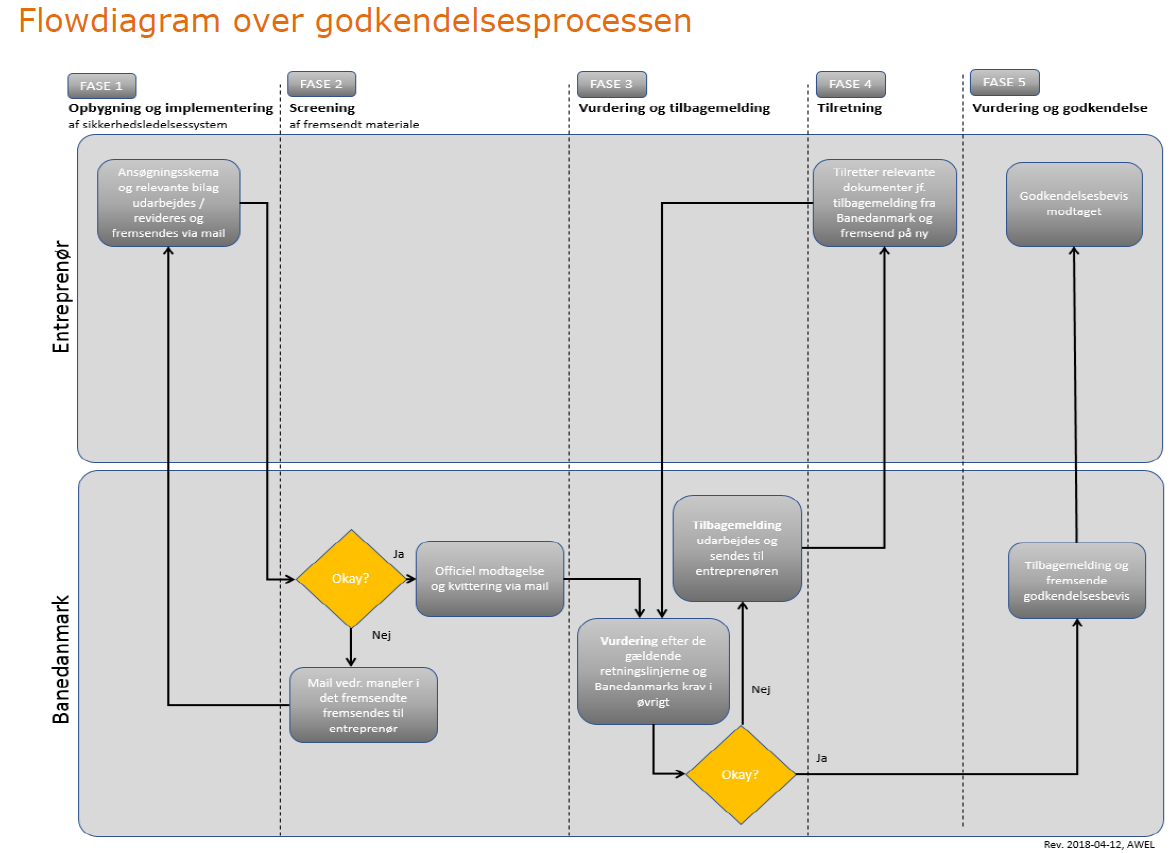 Flowdiagram over godkendelsesprocessen
FASE 1
Opbygning og implementering
af sikkerhedsledelsessystem
FASE 2
Screening
af fremsendt materiale
FASE 3
Vurdering og tilbagemelding
FASE 4
Tilretning
FASE 5
Vurdering og godkendelse
Entreprenør
Ansøgningsskema
og relevante bilag
udarbejdes /
revideres og
fremsendes via mail
Tilretter relevante
dokumenter jf.
tilbagemelding fra
Banedanmark og
fremsend på ny
Godkendelsesbevis
modtaget
Banedanmark
Okay?
Ja
Nej
Officiel modtagelse
og kvittering via mail
Mail vedr. mangler i
det fremsendte
fremsendes til
entreprenør
Tilbagemelding
udarbejdes og
sendes til
entreprenøren
Vurdering efter de
gældende
retningslinjerne og
Banedanmarks krav i
øvrigt
Nej
Okay?
Ja
Tilbagemelding og
fremsende
godkendelsesbevis
Rev. 2018-04-12, AWEL